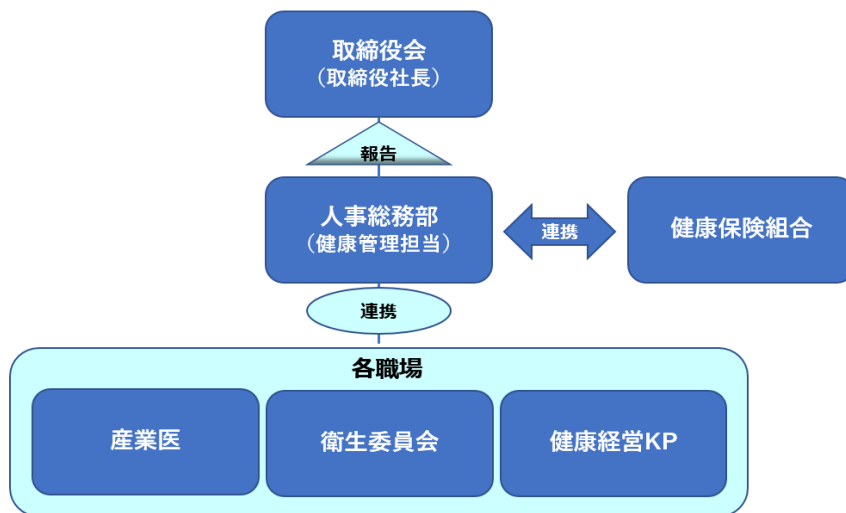 取締役会
（取締役社長）
報告
人事総務部
（健康管理担当）
連携
健康保険組合
連携
各職場
産業医
衛生委員会
健康経営KP